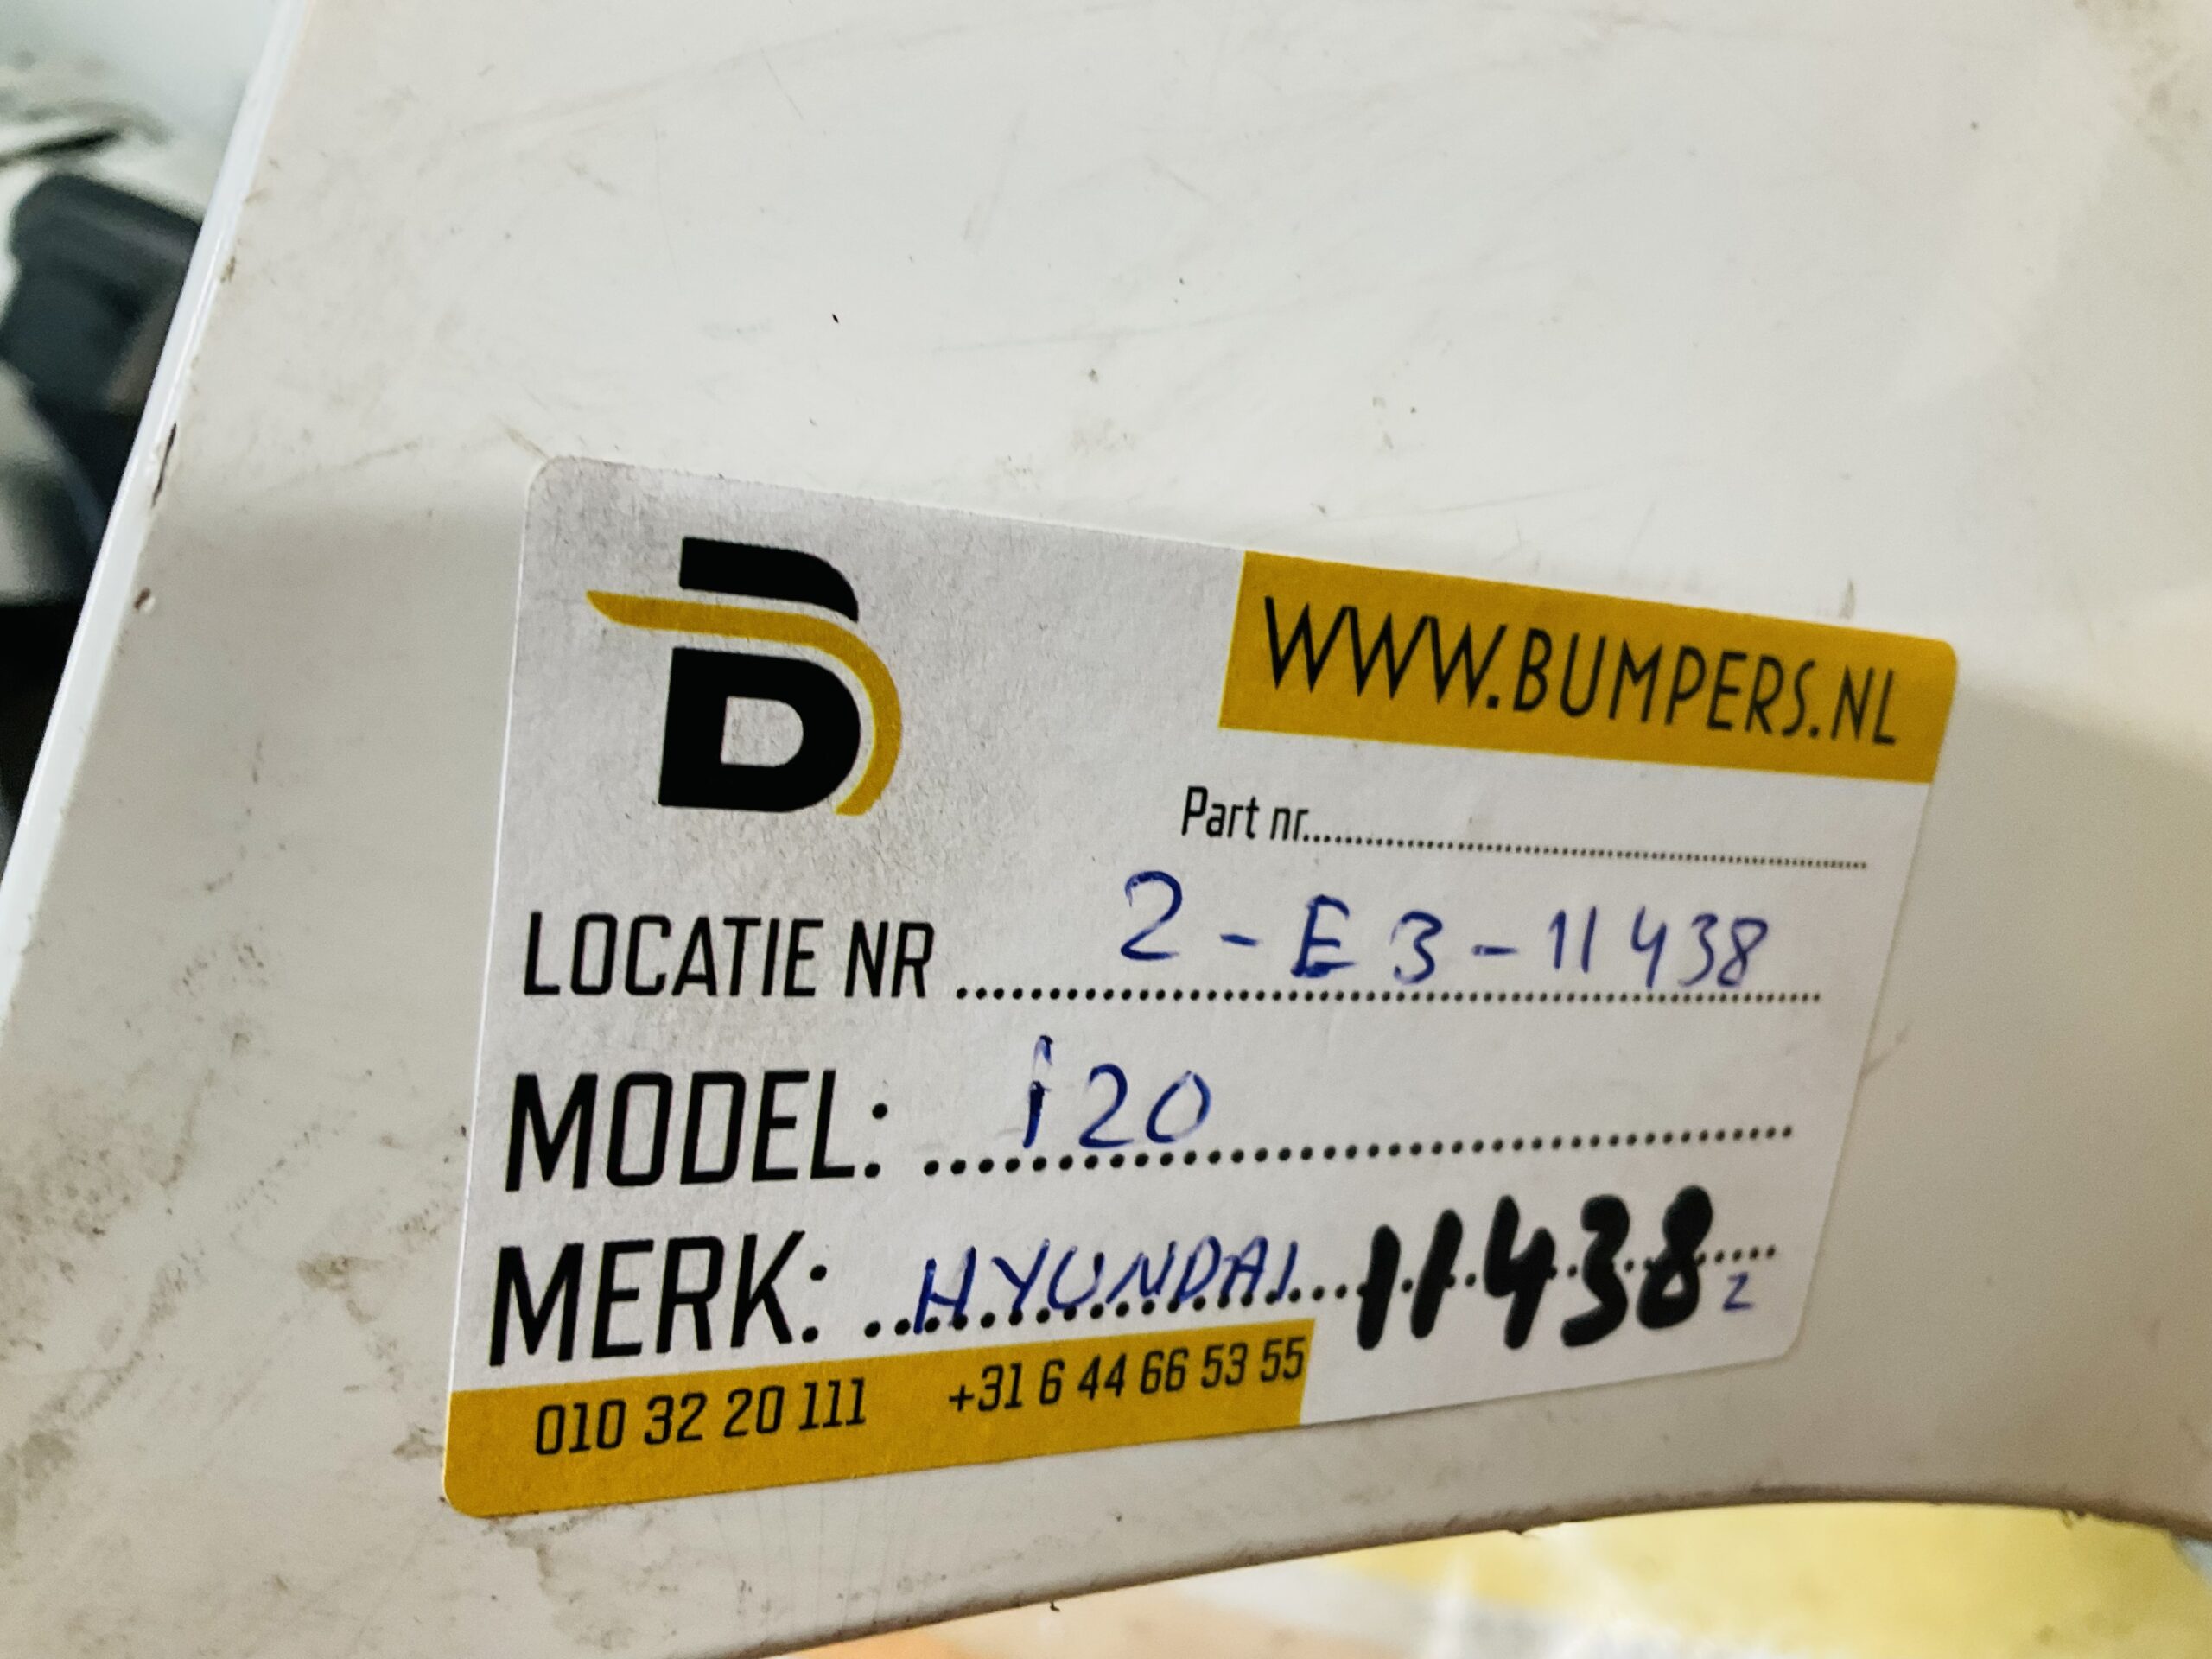 B
WWW.BUMPERS.NL
Part nr..........
LOCATIE NR .......... 2-E3-11438
MODEL: .......... i20
MERK: .......... HYUNDAI 11438 z
010 32 20 111 +31 6 44 66 53 55